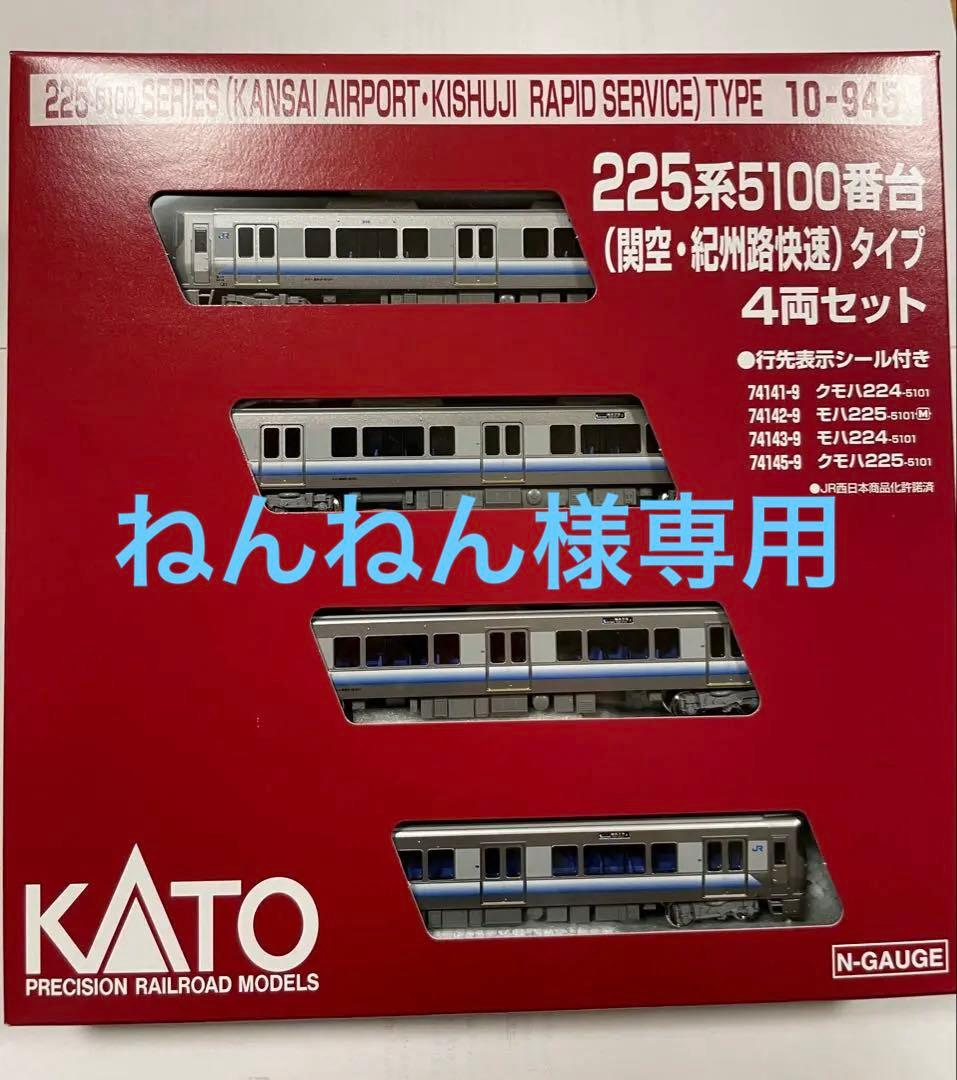 225-5100 SERIES (KANSAI AIRPORT・KISHUJI RAPID SERVICE) TYPE 10-945
225系5100番台
(関空・紀州路快速) タイプ
4両セット
●行先表示シール付き
74141-9 クモハ224-5101
74142-9 モハ225-5101Ⓜ
74143-9 モハ224-5101
74145-9 クモハ225-5101
●JR西日本商品化許諾済
ねんねん様専用
JR
JR
KATO
PRECISION RAILROAD MODELS
N-GAUGE